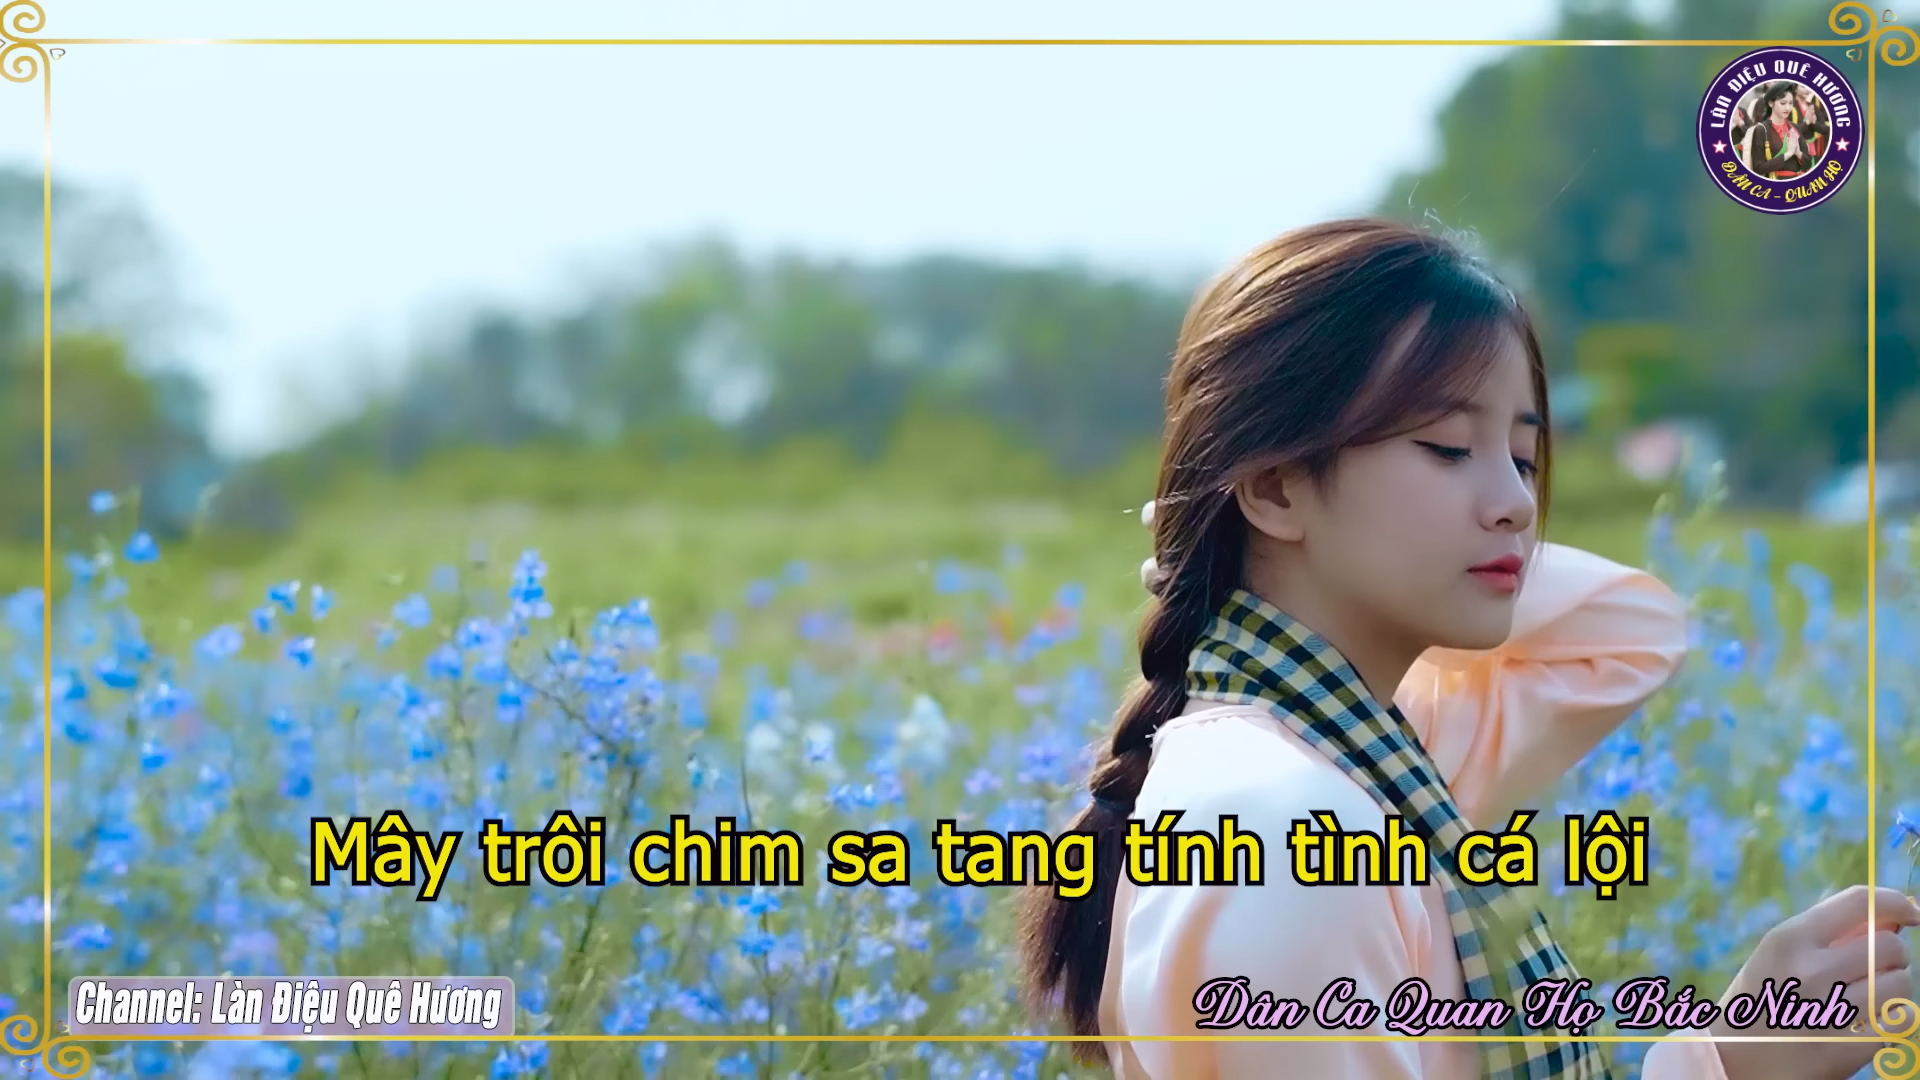 LÀN ĐIỆU QUÊ HƯƠNG
DÂN CA - QUAN HỌ
Mây trôi chim sa tang tính tình cá lội
Channel: Làn Điệu Quê Hương
Dân Ca Quan Họ Bắc Ninh